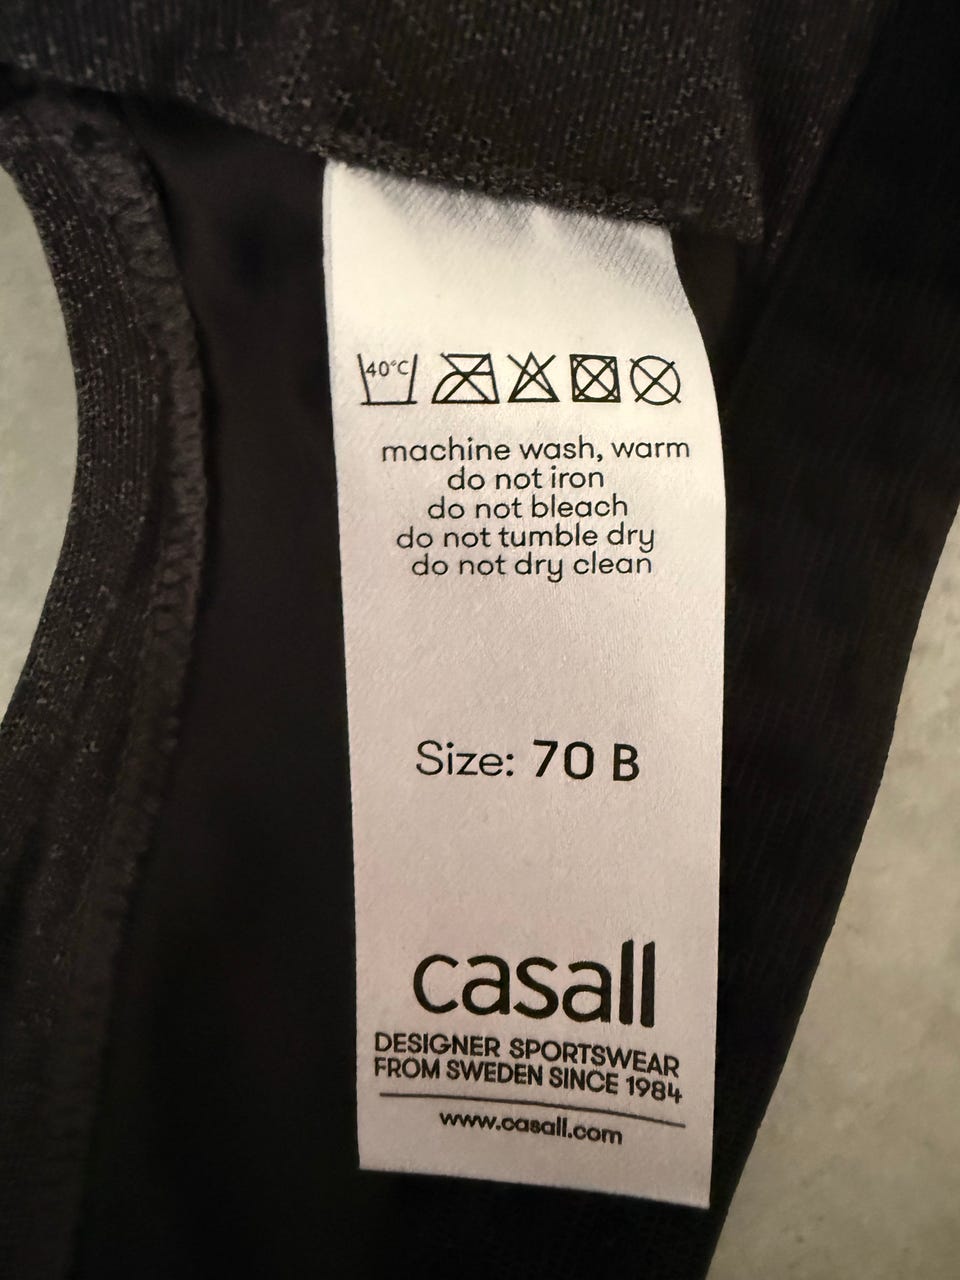 40°C
machine wash, warm
do not iron
do not bleach
do not tumble dry
do not dry clean
Size: 70 B
casall
DESIGNER SPORTSWEAR
FROM SWEDEN SINCE 1984
www.casall.com